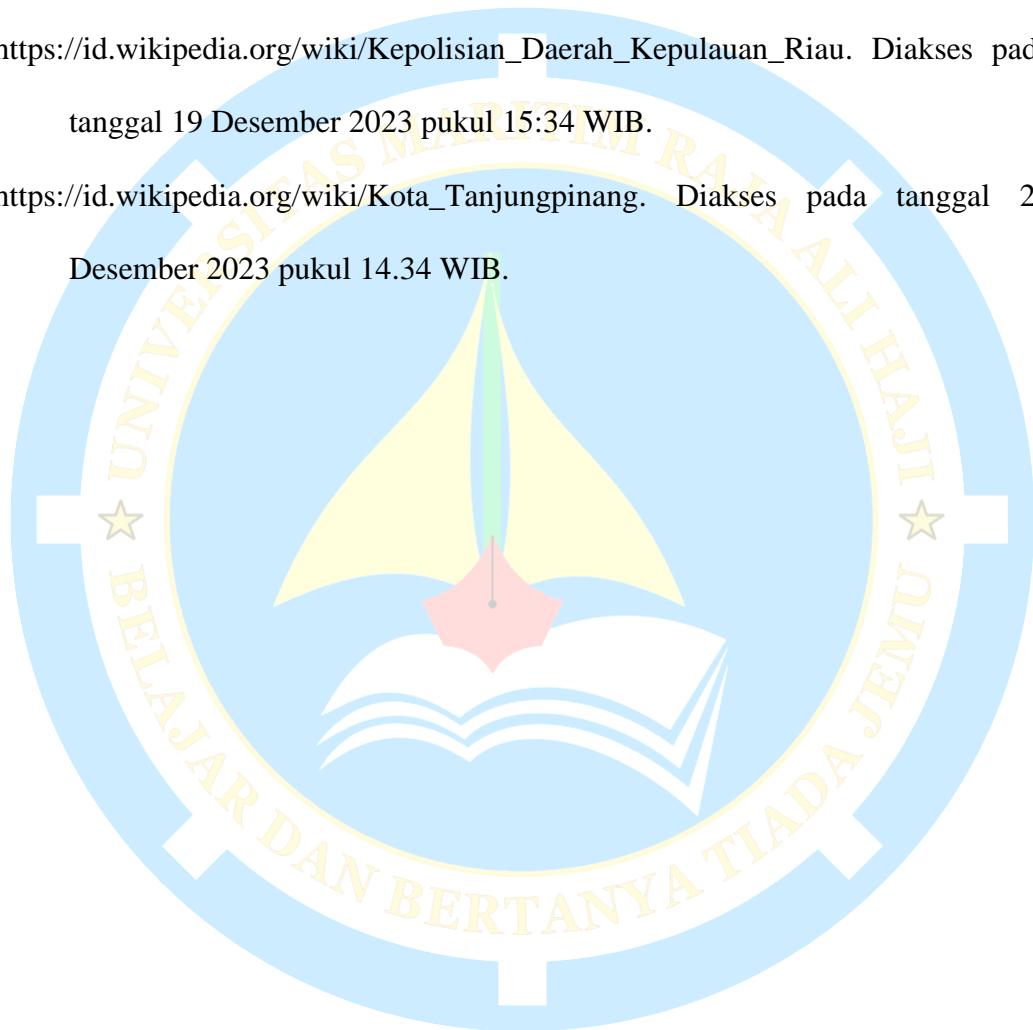 https://id.wikipedia.org/wiki/Kepolisian_Daerah_Kepulauan_Riau. Diakses
tanggal 19 Desember 2023 pukul 15:34 WIB.
https://id.wikipedia.org/wiki/Kota_Tanjungpinang. Diakses pada tanggal
Desember 2023 pukul 14.34 WIB.
UNIVERSITAS MARITIM RAJA ALI HAJI
BELAJAR DAN BERTANYA TIADA JEMU